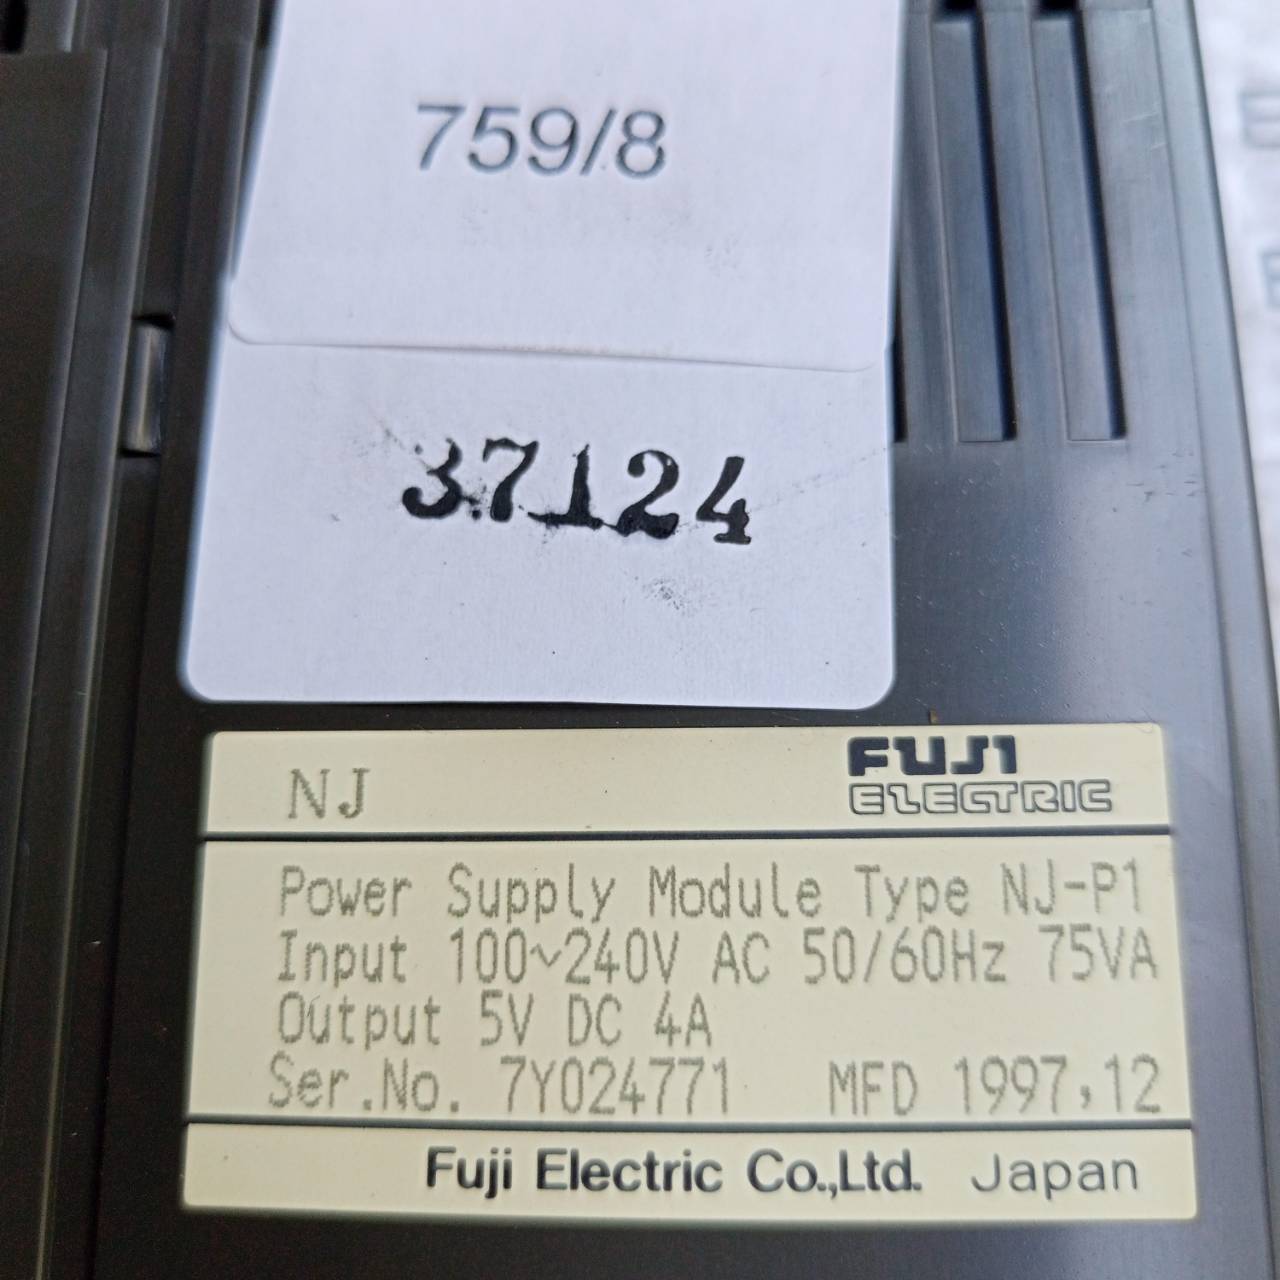 759/8
37124
NJ
FUJI
ELECTRIC
Power Supply Module Type NJ-P1
Input 100~240V AC 50/60Hz 75VA
Output 5V DC 4A
Ser.No. 7Y024771 MFD 1997,12
Fuji Electric Co.,Ltd. Japan